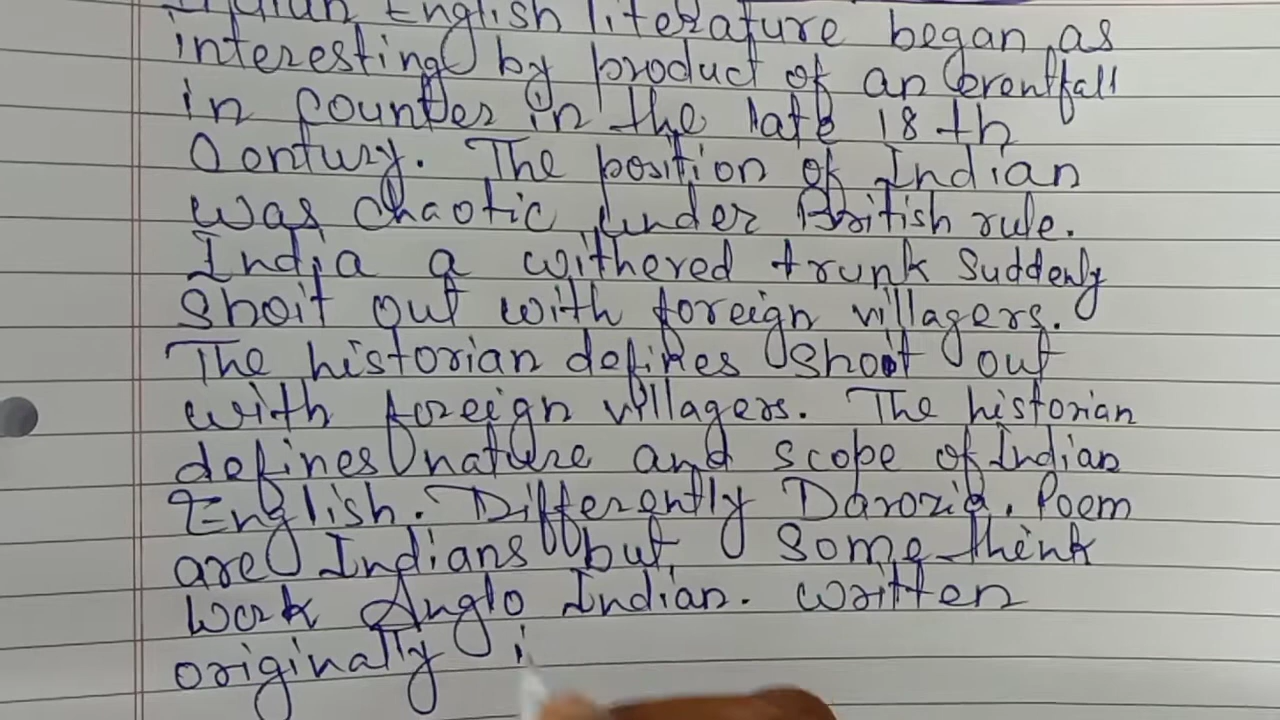 Indian English literature began as
interesting by product of an erentfall
in counter in the late 18th
Century. The position of Indian
was chaotic under British rule.
India a withered trunk suddenly
Shoit out with foreign villagers.
The historian defines Shoot out
with foreign villagers. The historian
defines nature and scope of Indian
English. Differently Darozia. Poem
are Indians but some think
work Anglo Indian. written
originally i